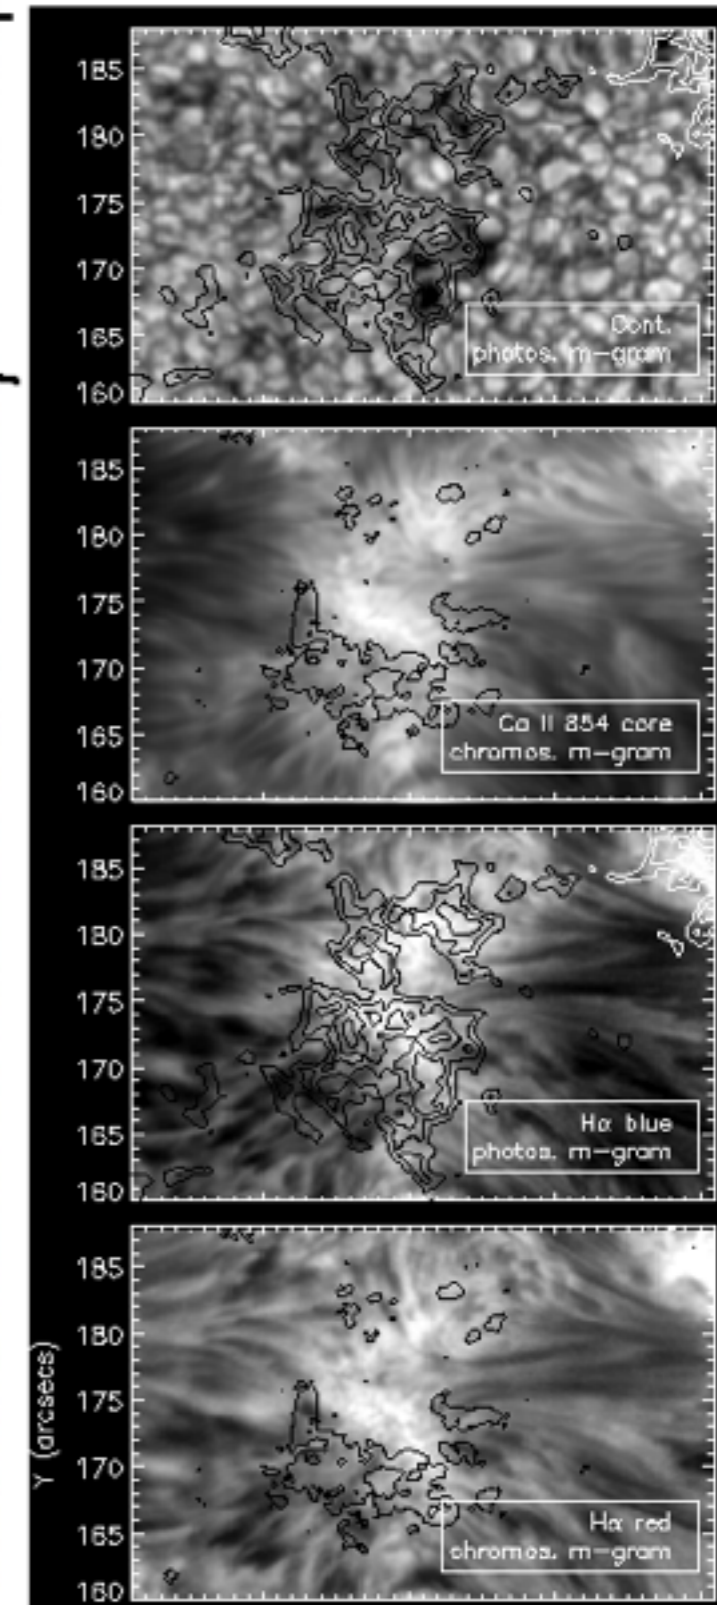 185
180
175
170
165
160
Cont.
photos. m-gram
185
180
175
170
165
160
Ca II 854 core
chromos. m-gram
185
180
175
170
165
160
Hα blue
photos. m-gram
185
180
175
170
165
160
Hα red
chromos. m-gram
Y (arcsecs)